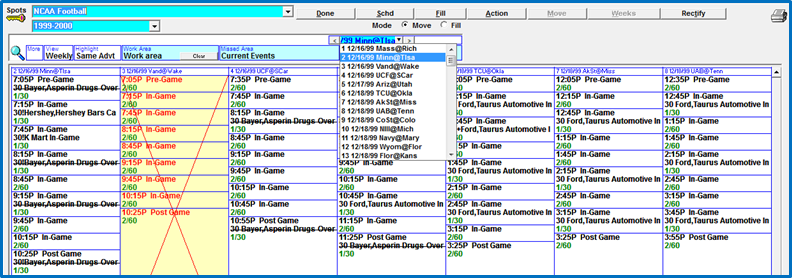 Spots
NCAA Football
1999-2000
Done
Schd
Fill
Action
Move
Weeks
Rectify
Mode
Move
Fill
< /99 Minn@Tlsa >
More
View
Weekly
Highlight
Same Advt
Work Area
Work area
Clear
Missed Area
Current Events
1 12/16/99 Mass@Rich
2 12/16/99 Minn@Tlsa
3 12/16/99 Vand@Wake
4 12/18/99 UCF@SCar
5 12/17/99 Ariz@Utah
6 12/18/99 TCU@Okla
7 12/18/99 AkSt@Miss
8 12/18/99 UAB@Tenn
9 12/18/99 CoSt@Colo
10 12/18/99 NIll@Mich
11 12/18/99 Navy@Mary
12 12/18/99 Wyom@Flor
13 12/18/99 Flor@Kans
2 12/16/99 Minn@Tlsa
7:05P Pre-Game
30 Bayer,Asperin Drugs Over
1/30
7:15P In-Game
30:Hershey,Hershey Bars Ca
7:45P In-Game
30:K Mart In-Game
8:15P In-Game
1/30
8:45P In-Game
30:Bayer,Asperin Drugs Over
1/30
9:15P In-Game
30 Bayer,Asperin Drugs Over
1/30
9:45P In-Game
1/30
10:15P In-Game
30 Bayer,Asperin Drugs Over
1/30
3 12/16/99 Vand@Wake
7:05P Pre-Game
2/60
7:15P In-Game
2/60
7:45P In-Game
2/60
8:15P In-Game
2/60
8:45P In-Game
2/60
9:15P In-Game
2/60
9:45P In-Game
2/60
10:15P In-Game
2/60
10:25P Post Game
2/60
4 12/18/99 UCF@SCar
7:35P Pre-Game
2/60
7:45P In-Game
2/60
8:15P In-Game
30 Bayer,Asperin Drugs Over
1/30
8:45P In-Game
2/60
9:15P In-Game
2/60
9:45P In-Game
2/60
10:15P In-Game
2/60
10:45P In-Game
2/60
10:55P Post Game
30 Bayer,Asperin Drugs Over
1/30
9:45P In-Game
2/60
10:15P In-Game
30 Bayer,Asperin Drugs Over
1/30
10:45P In-Game
2/60
11:15P In-Game
2/60
11:25P Post Game
30 Bayer,Asperin Drugs Over
1/30
TCU@Okla
Pre-Game
Ford,Taurus Automotive In
In-Game
Ford,Taurus Automotive In
In-Game
2/60
1:45P In-Game
2/60
2:15P In-Game
30 Ford,Taurus Automotive In
1/30
2:45P In-Game
2/60
3:15P In-Game
2/60
3:25P Post Game
2/60
7 12/18/99 AkSt@Miss
12:35P Pre-Game
2/60
12:45P In-Game
30 Ford,Taurus Automotive In
1/30
1:15P In-Game
2/60
1:45P In-Game
2/60
2:15P In-Game
30 Ford,Taurus Automotive In
1/30
2:45P In-Game
30 Ford,Taurus Automotive In
1/30
3:15P In-Game
2/60
3:25P Post Game
2/60
8 12/18/99 UAB@Tenn
12:35P Pre-Game
2/60
12:45P In-Game
30 Ford,Taurus Automotive In
1/30
1:15P In-Game
2/60
1:45P In-Game
2/60
2:15P In-Game
30 Ford,Taurus Automotive In
1/30
2:45P In-Game
30 Ford,Taurus Automotive In
1/30
3:15P In-Game
2/60
3:25P Post Game
2/60